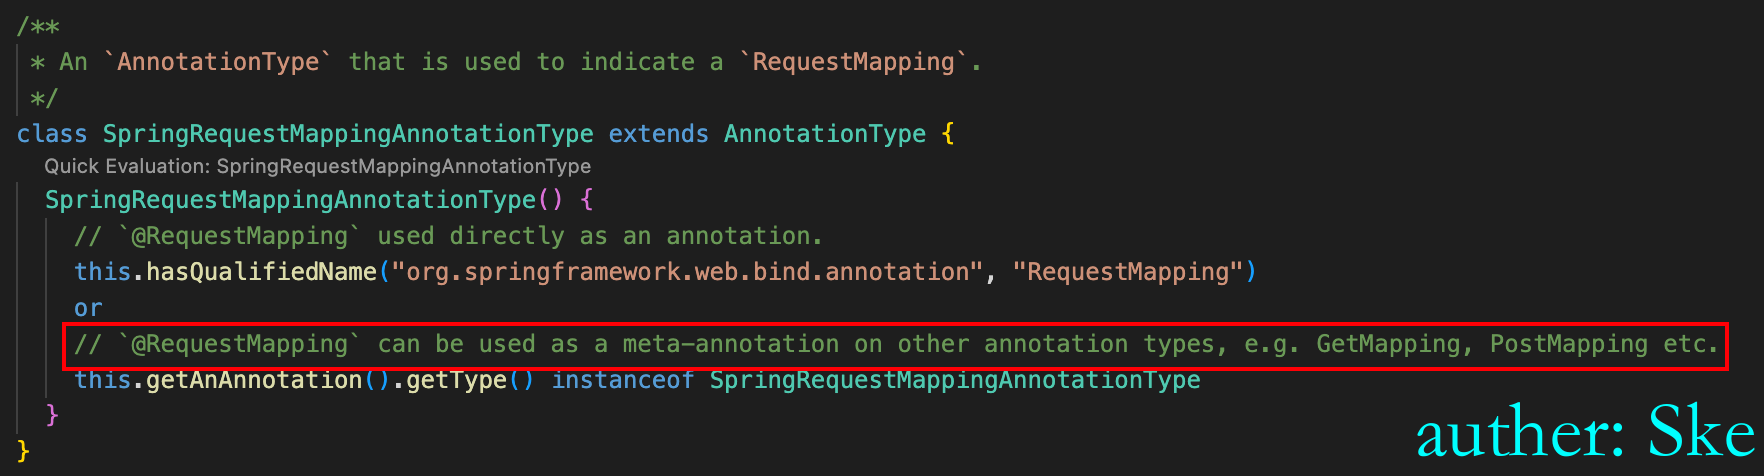 /**
* An `AnnotationType` that is used to indicate a `RequestMapping`.
*/
class SpringRequestMappingAnnotationType extends AnnotationType {
Quick Evaluation: SpringRequestMappingAnnotationType
SpringRequestMappingAnnotationType() {
// `@RequestMapping` used directly as an annotation.
this.hasQualifiedName("org.springframework.web.bind.annotation", "RequestMapping")
or
// `@RequestMapping` can be used as a meta-annotation on other annotation types, e.g. GetMapping, PostMapping etc.
this.getAnAnnotation().getType() instanceof SpringRequestMappingAnnotationType
}
}
auther: Ske